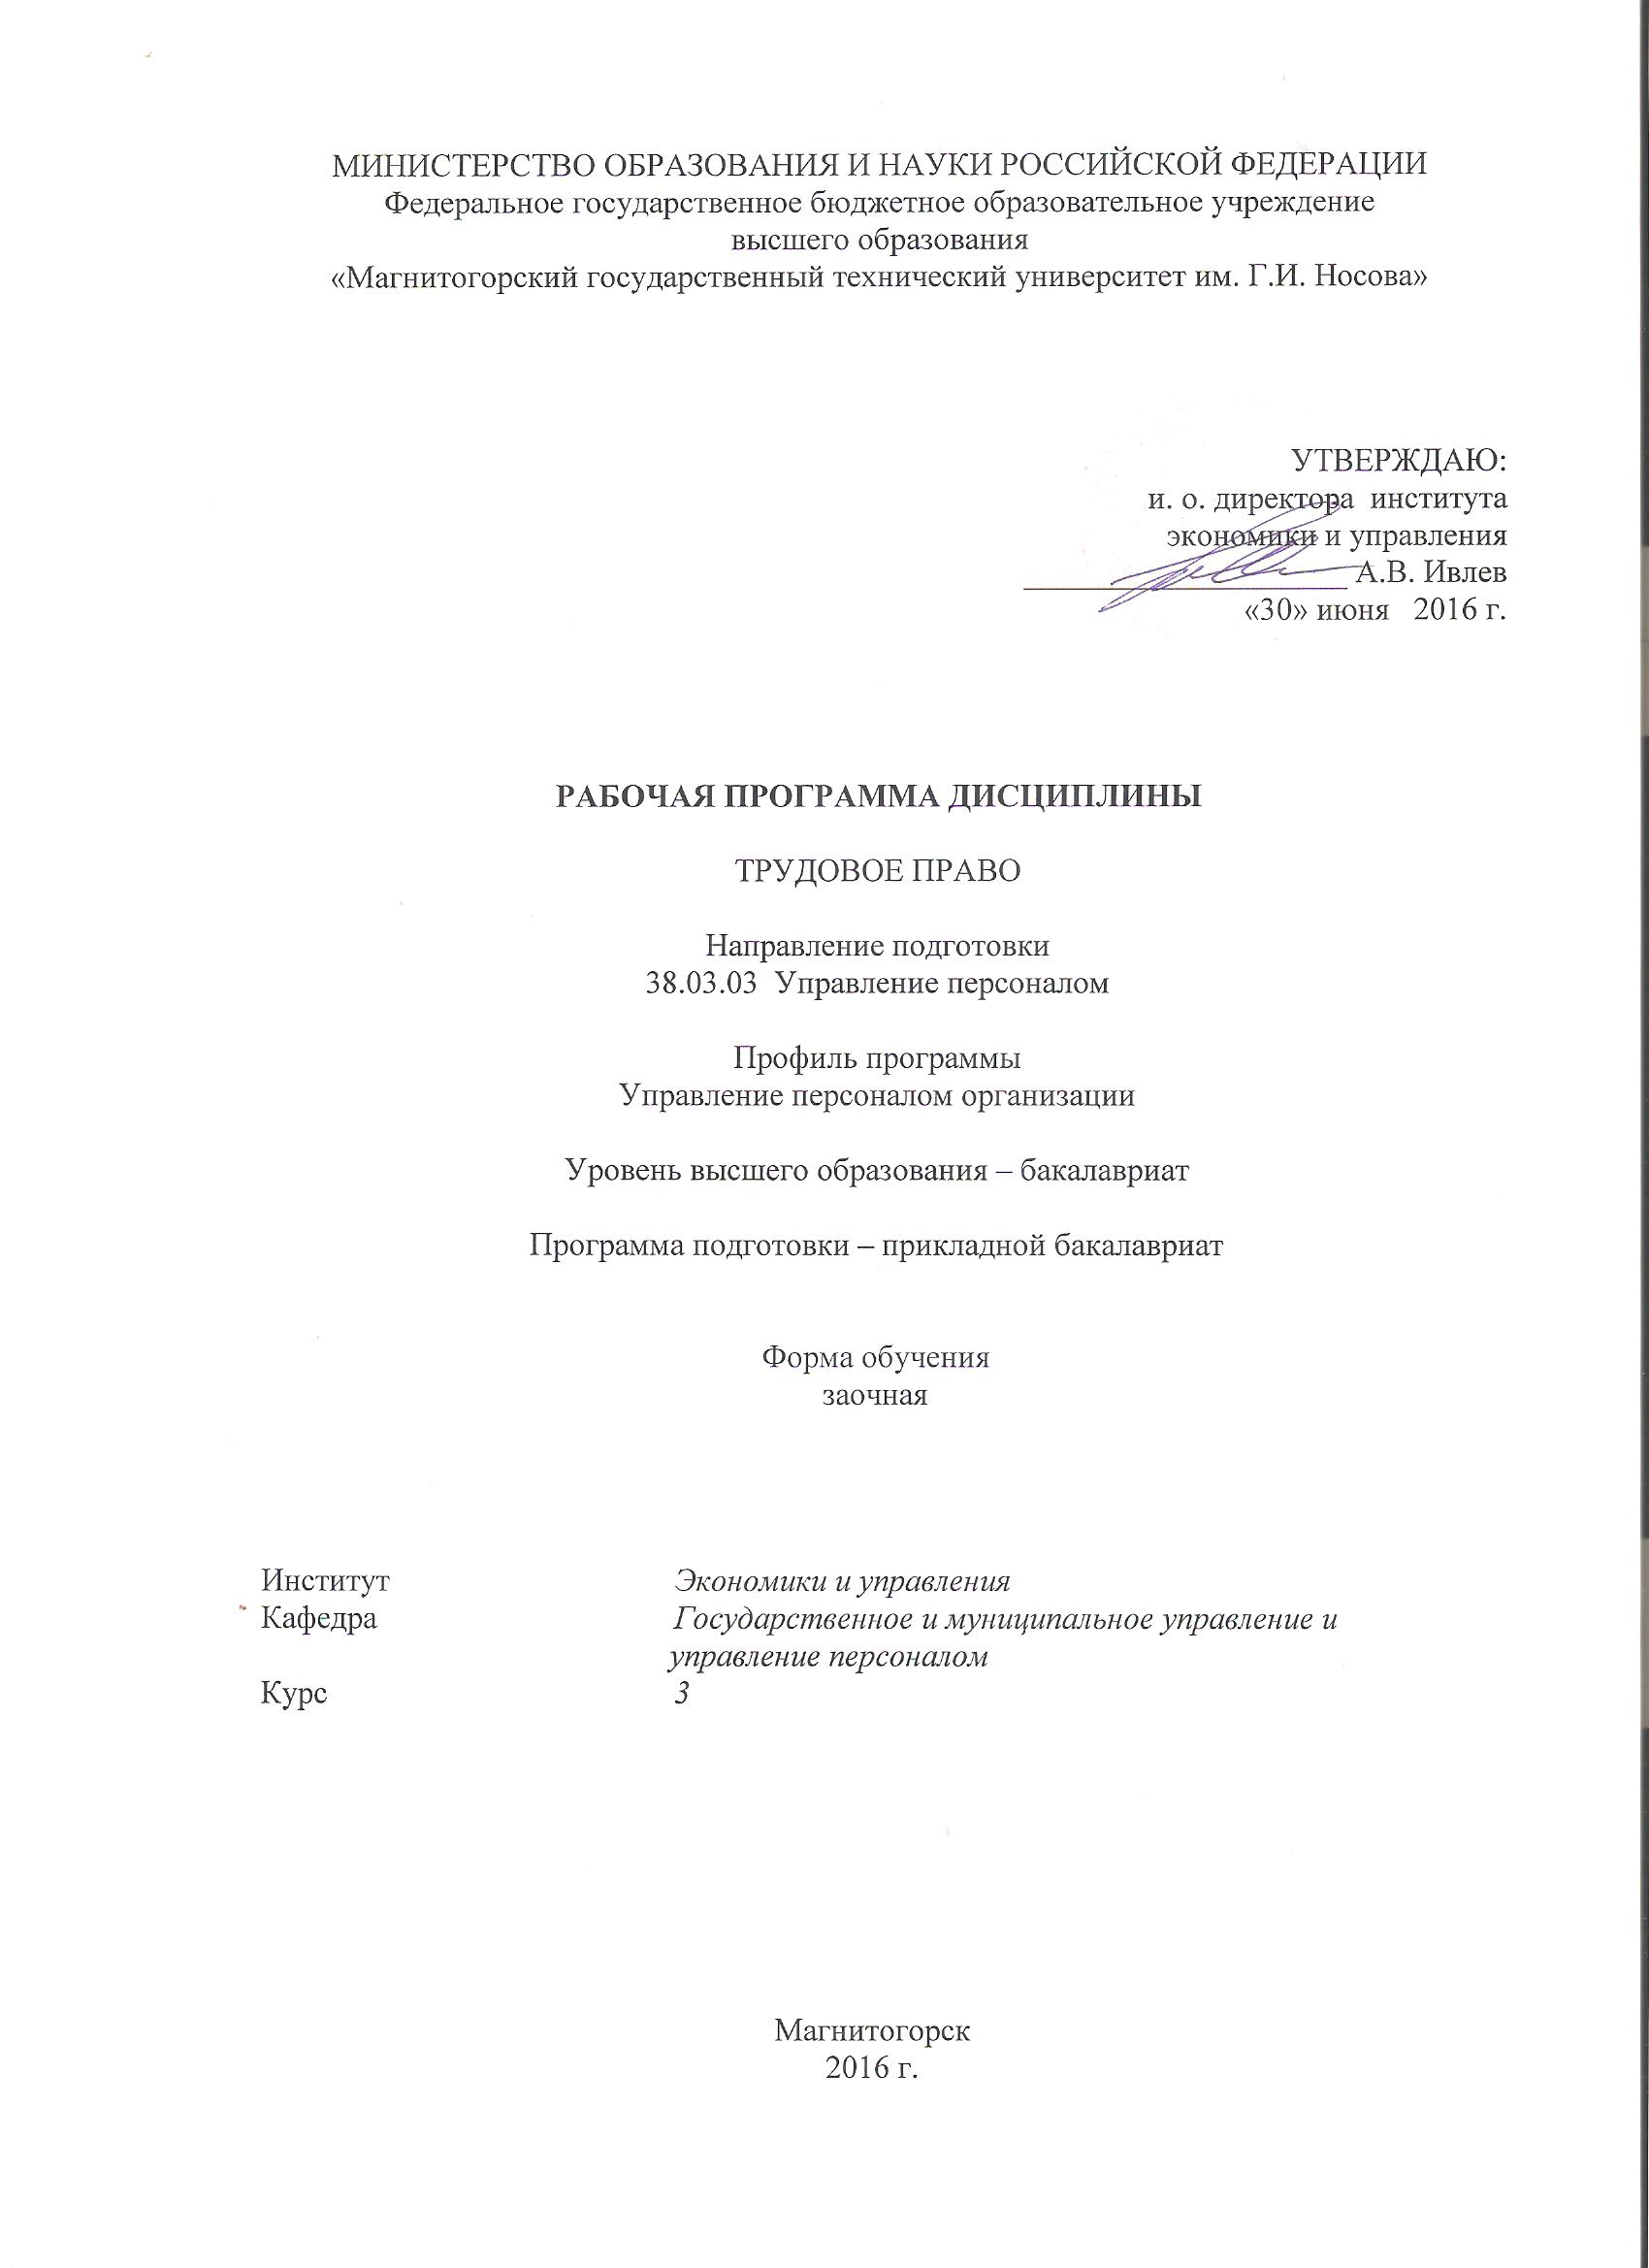 МИНИСТЕРСТВО ОБРАЗОВАНИЯ И НАУКИ РОССИЙСКОЙ ФЕДЕРАЦИИ
Федеральное государственное бюджетное образовательное учреждение
высшего образования
«Магнитогорский государственный технический университет им. Г.И. Носова»
УТВЕРЖДАЮ:
и. о. директора института
экономики и управления
А.В. Ивлев
«30» июня 2016 г.
РАБОЧАЯ ПРОГРАММА ДИСЦИПЛИНЫ
ТРУДОВОЕ ПРАВО
Направление подготовки
38.03.03 Управление персоналом
Профиль программы
Управление персоналом организации
Уровень высшего образования – бакалавриат
Программа подготовки – прикладной бакалавриат
Форма обучения
заочная
Институт Экономики и управления
Кафедра Государственное и муниципальное управление и
управление персоналом
Курс 3
Магнитогорск
2016 г.